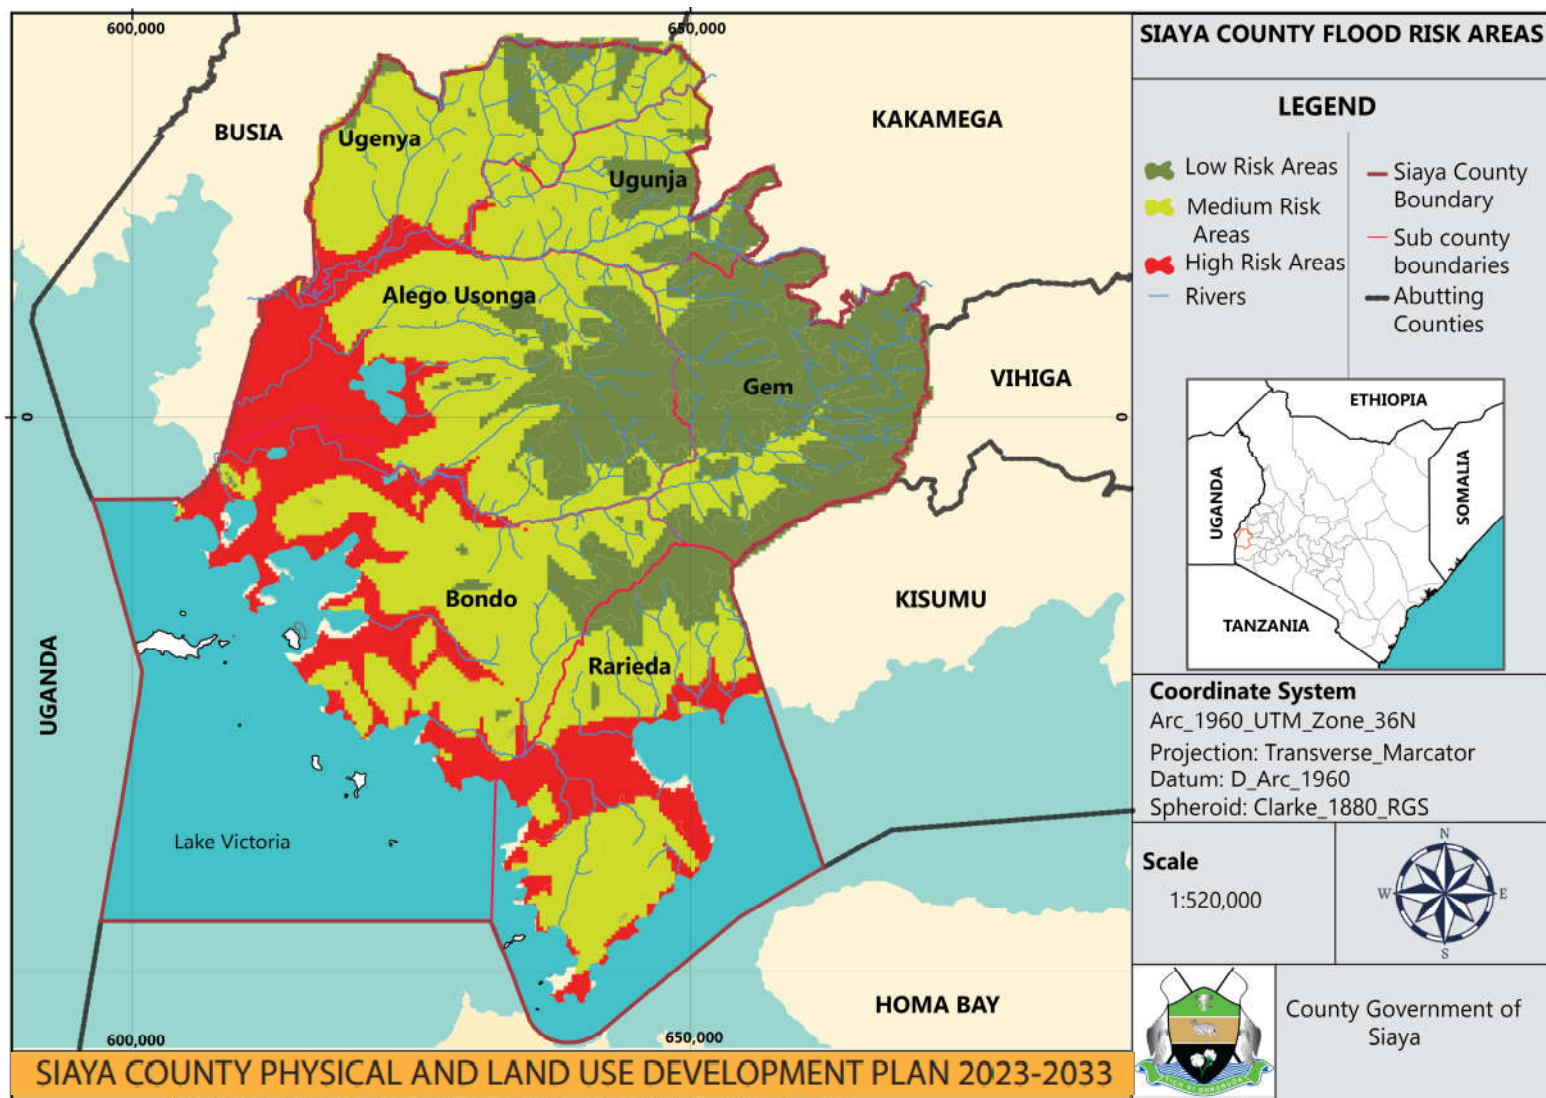 600,000
650,000
BUSIA
KAKAMEGA
Ugenya
Ugunja
Alego Usonga
Gem
VIHIGA
0
0
Bondo
KISUMU
Rarieda
UGANDA
Lake Victoria
HOMA BAY
600,000
650,000
SIAYA COUNTY PHYSICAL AND LAND USE DEVELOPMENT PLAN 2023-2033
SIAYA COUNTY FLOOD RISK AREAS
LEGEND
Low Risk Areas
Medium Risk
Areas
High Risk Areas
Rivers
Siaya County
Boundary
Sub county
boundaries
Abutting
Counties
ETHIOPIA
UGANDA
SOMALIA
TANZANIA
Coordinate System
Arc_1960_UTM_Zone_36N
Projection: Transverse_Marcator
Datum: D_Arc_1960
Spheroid: Clarke_1880_RGS
Scale
1:520,000
N
W
E
S
County Government of
Siaya